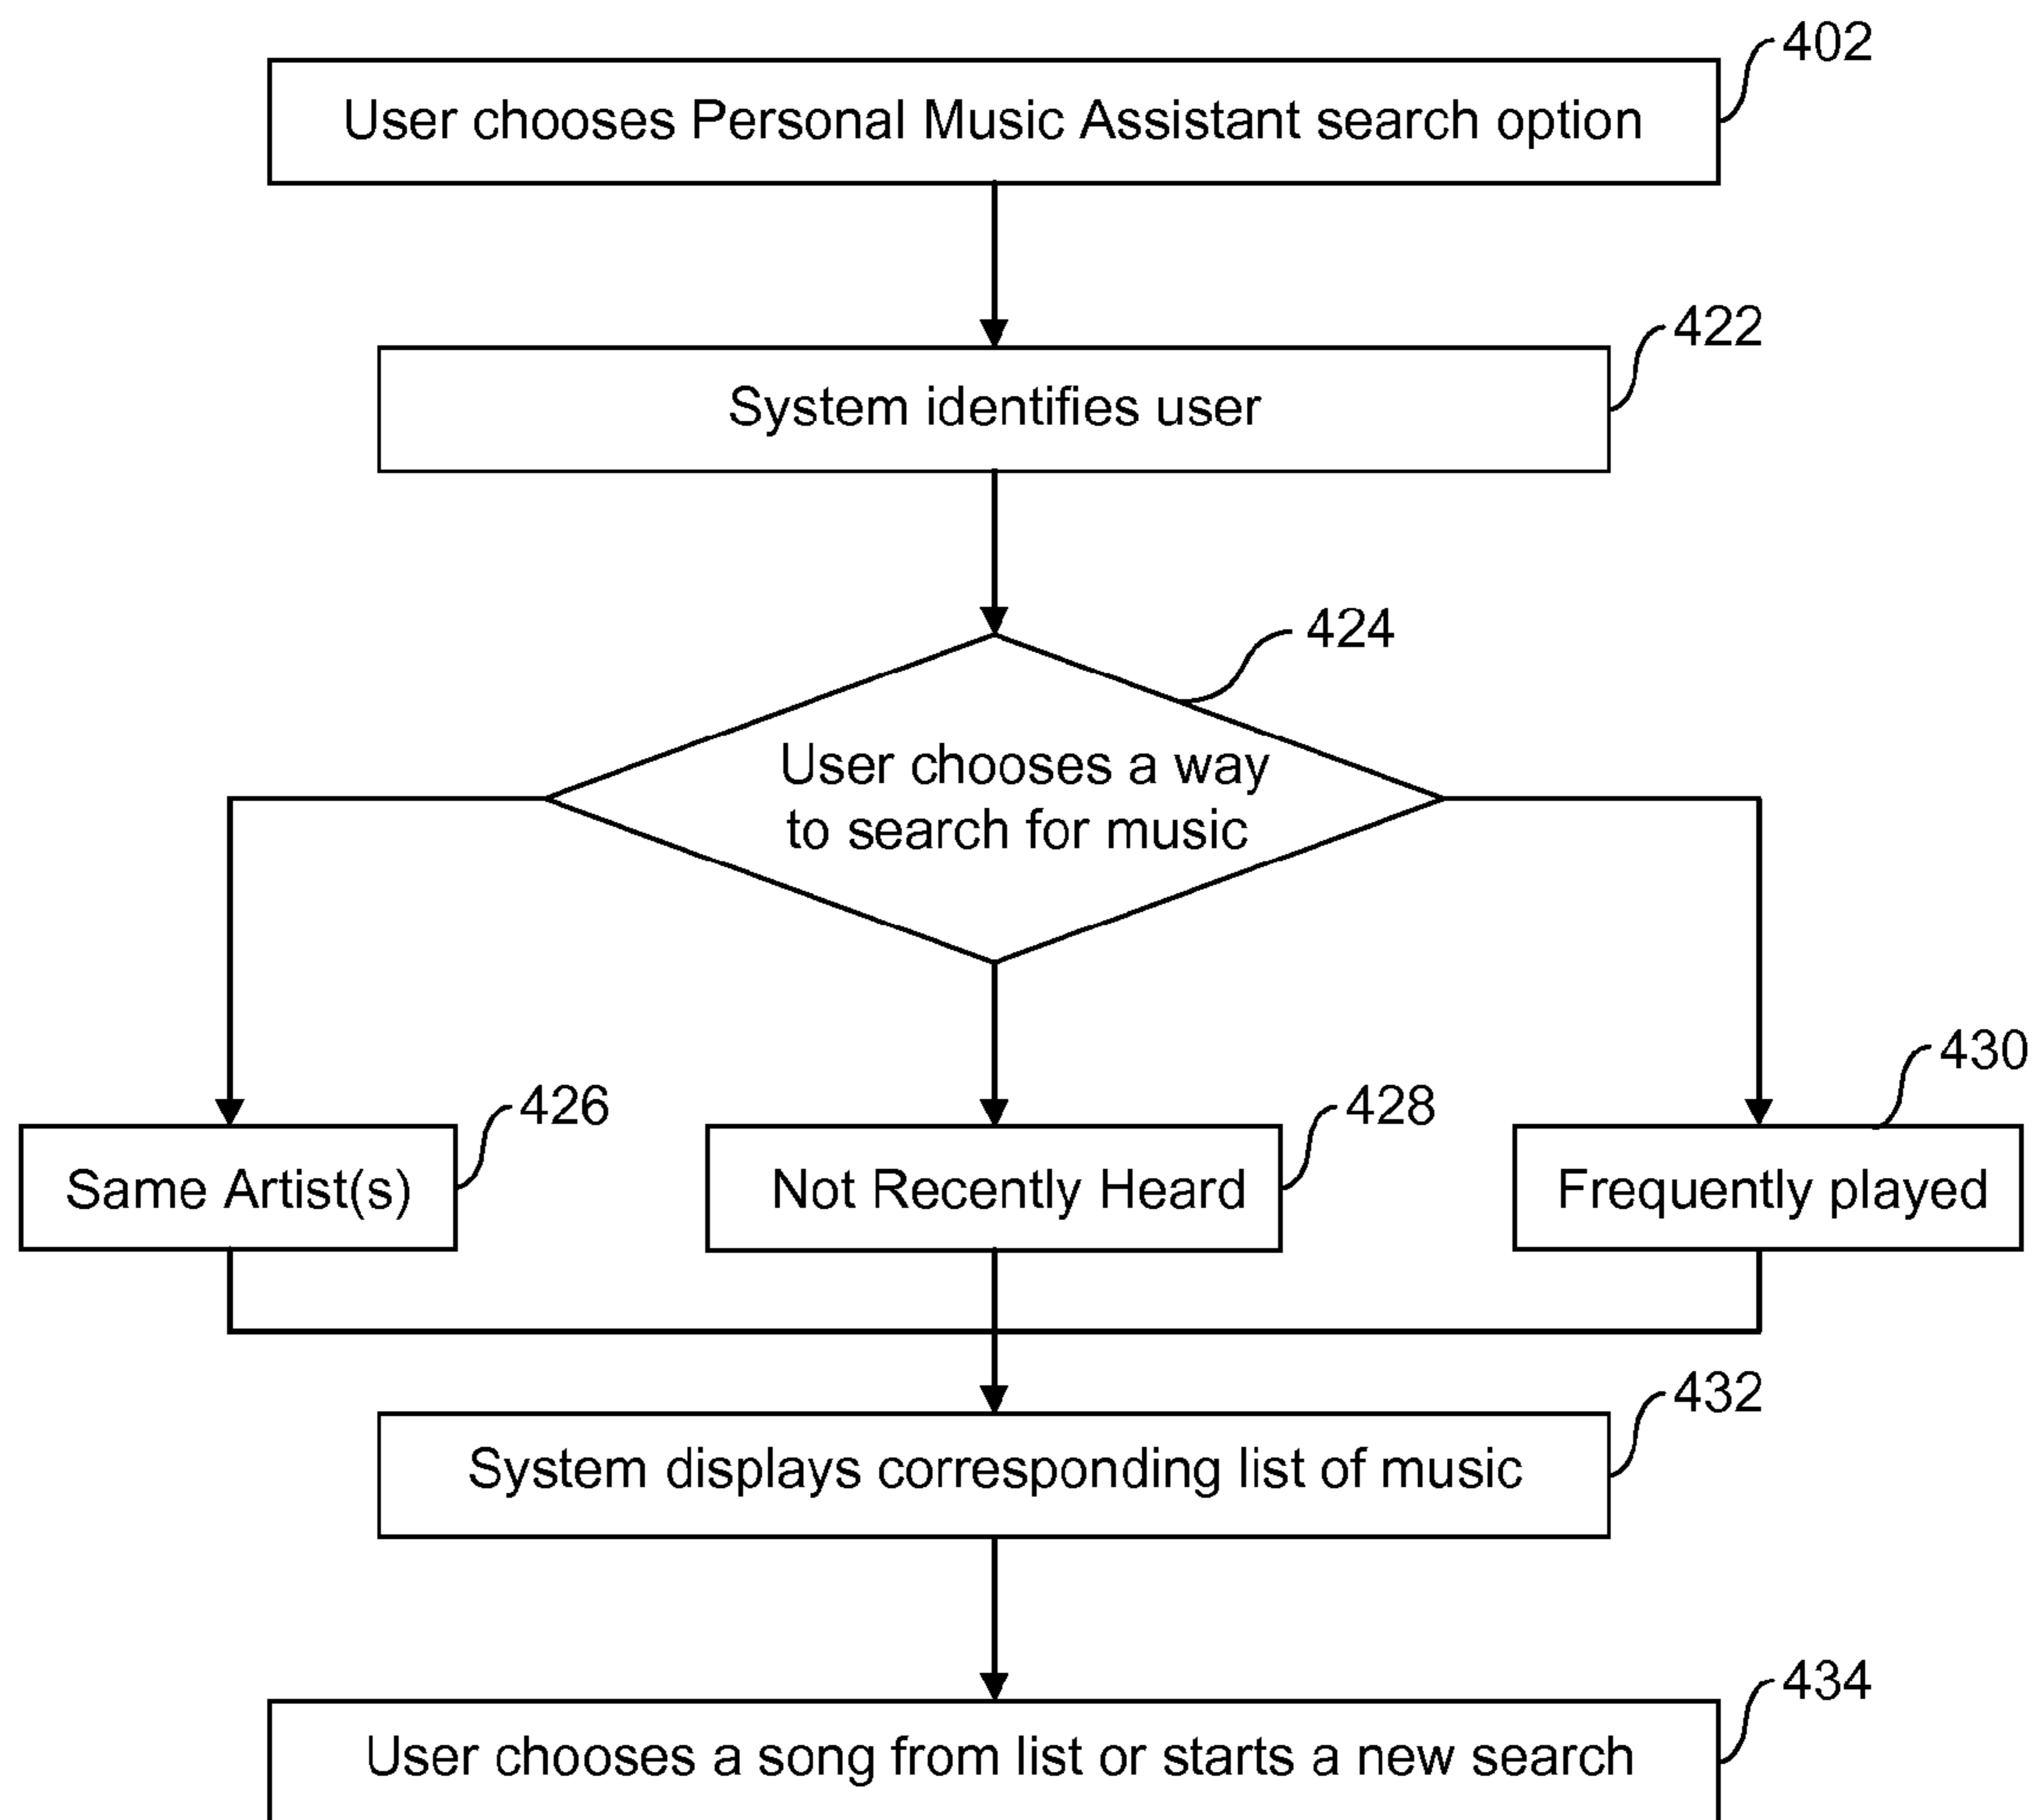 402
User chooses Personal Music Assistant search option
422
System identifies user
424
User chooses a way
to search for music
426
Same Artist(s)
428
Not Recently Heard
430
Frequently played
432
System displays corresponding list of music
434
User chooses a song from list or starts a new search